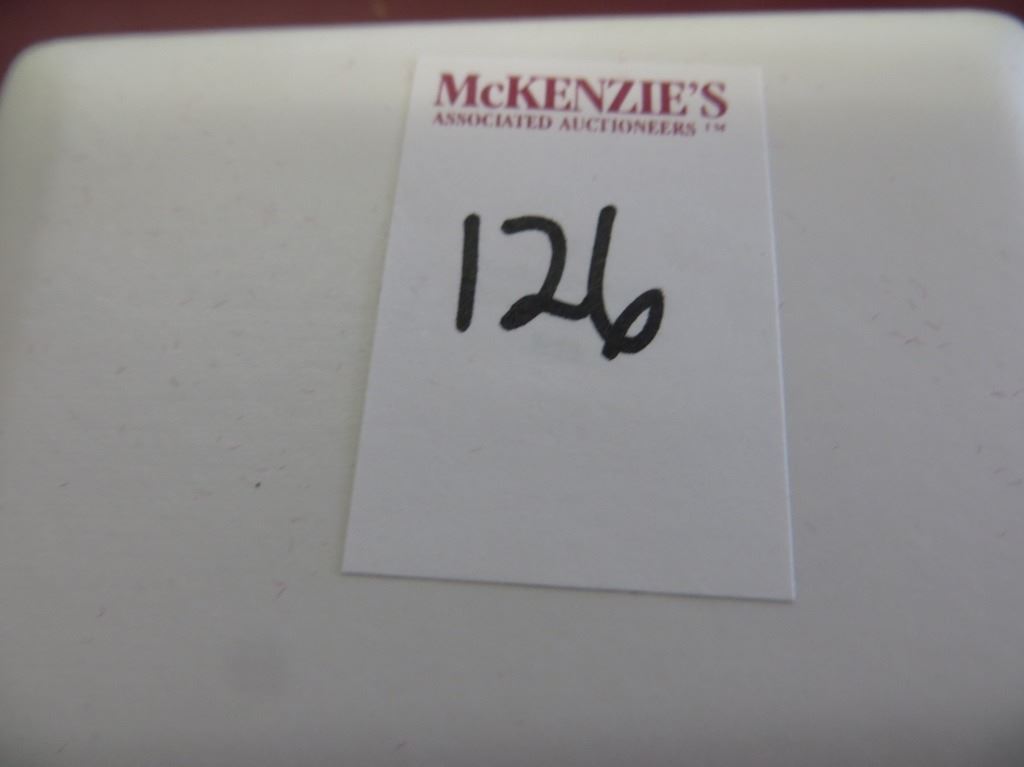 McKENZIE'S
ASSOCIATED AUCTIONEERS ™
126